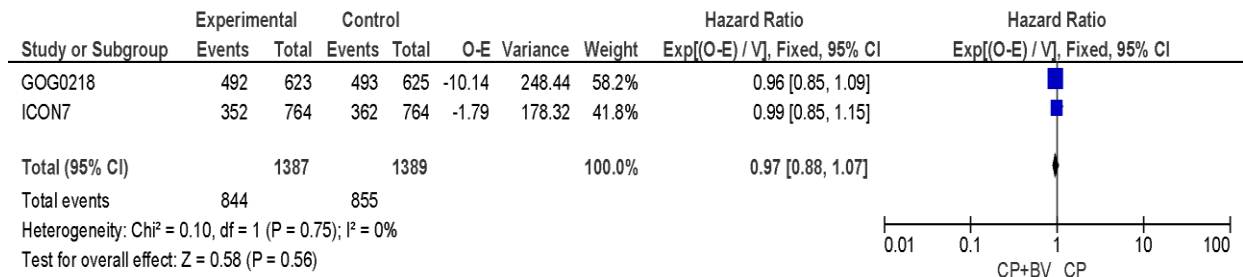 Experimental Control Hazard Ratio Hazard Ratio
Study or Subgroup Events Total Events Total O-E Variance Weight Exp[(O-E) / V], Fixed, 95% CI Exp[(O-E) / V], Fixed, 95% CI
GOG0218 492 623 493 625 -10.14 248.44 58.2% 0.96 [0.85, 1.09]
ICON7 352 764 362 764 -1.79 178.32 41.8% 0.99 [0.85, 1.15]
Total (95% CI) 1387 1389 100.0% 0.97 [0.88, 1.07]
Total events 844 855
Heterogeneity: Chi² = 0.10, df = 1 (P = 0.75); I² = 0%
Test for overall effect: Z = 0.58 (P = 0.56)
0.01 0.1 1 10 100
CP+BV CP